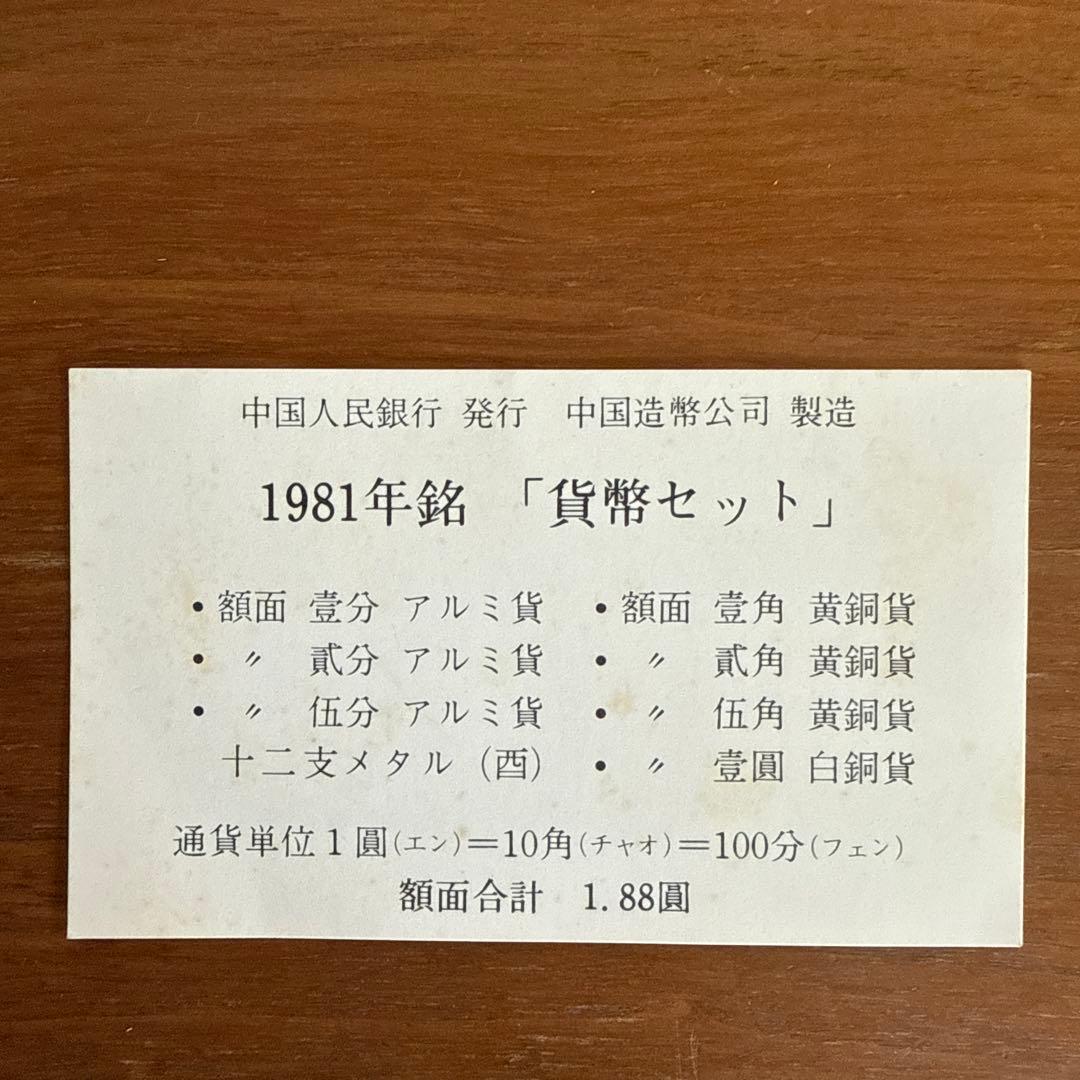 中国人民銀行 発行　中国造幣公司 製造
1981年銘 「貨幣セット」
• 額面 壹分 アルミ貨　• 額面 壹角 黄銅貨
• 〃 貳分 アルミ貨　• 〃 貳角 黄銅貨
• 〃 伍分 アルミ貨　• 〃 伍角 黄銅貨
十二支メタル (酉)　• 〃 壹圓 白銅貨
通貨単位1圓(エン)=10角(チャオ)=100分(フェン)
額面合計　1.88圓